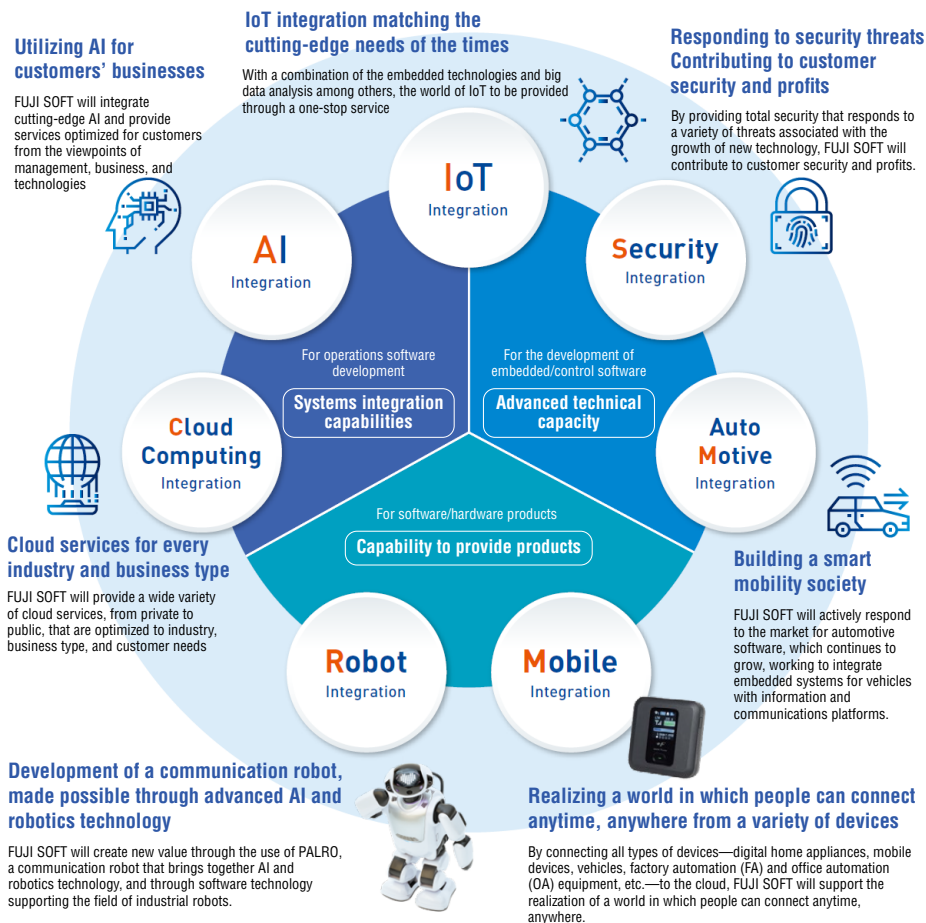 IoT integration matching the
cutting-edge needs of the times
With a combination of the embedded technologies and big
data analysis among others, the world of IoT to be provided
through a one-stop service
Utilizing AI for
customers' businesses
FUJI SOFT will integrate
cutting-edge AI and provide
services optimized for customers
from the viewpoints of
management, business, and
technologies
Responding to security threats
Contributing to customer
security and profits
By providing total security that responds to
a variety of threats associated with the
growth of new technology, FUJI SOFT will
contribute to customer security and profits.
IoT
Integration
AI
Integration
Security
Integration
For operations software
development
Systems integration
capabilities
For the development of
embedded/control software
Advanced technical
capacity
Cloud
Computing
Integration
Auto
Motive
Integration
For software/hardware products
Capability to provide products
Cloud services for every
industry and business type
FUJI SOFT will provide a wide variety
of cloud services, from private to
public, that are optimized to industry,
business type, and customer needs
Building a smart
mobility society
FUJI SOFT will actively respond
to the market for automotive
software, which continues to
grow, working to integrate
embedded systems for vehicles
with information and
communications platforms.
Robot
Integration
Mobile
Integration
Development of a communication robot,
made possible through advanced AI and
robotics technology
FUJI SOFT will create new value through the use of PALRO,
a communication robot that brings together AI and
robotics technology, and through software technology
supporting the field of industrial robots.
Realizing a world in which people can connect
anytime, anywhere from a variety of devices
By connecting all types of devices—digital home appliances, mobile
devices, vehicles, factory automation (FA) and office automation
(OA) equipment, etc.—to the cloud, FUJI SOFT will support the
realization of a world in which people can connect anytime,
anywhere.